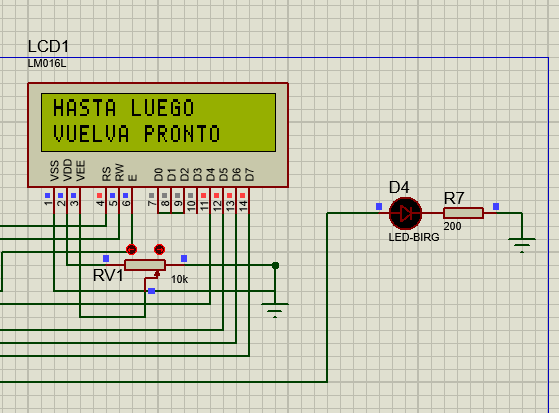 LCD1
LM016L
HASTA LUEGO
VUELVA PRONTO
VSS VDD VEE RS RW E D0 D1 D2 D3 D4 D5 D6 D7
1 2 3 4 5 6 7 8 9 10 11 12 13 14
D4
R7
LED-BIRG
200
RV1
10k